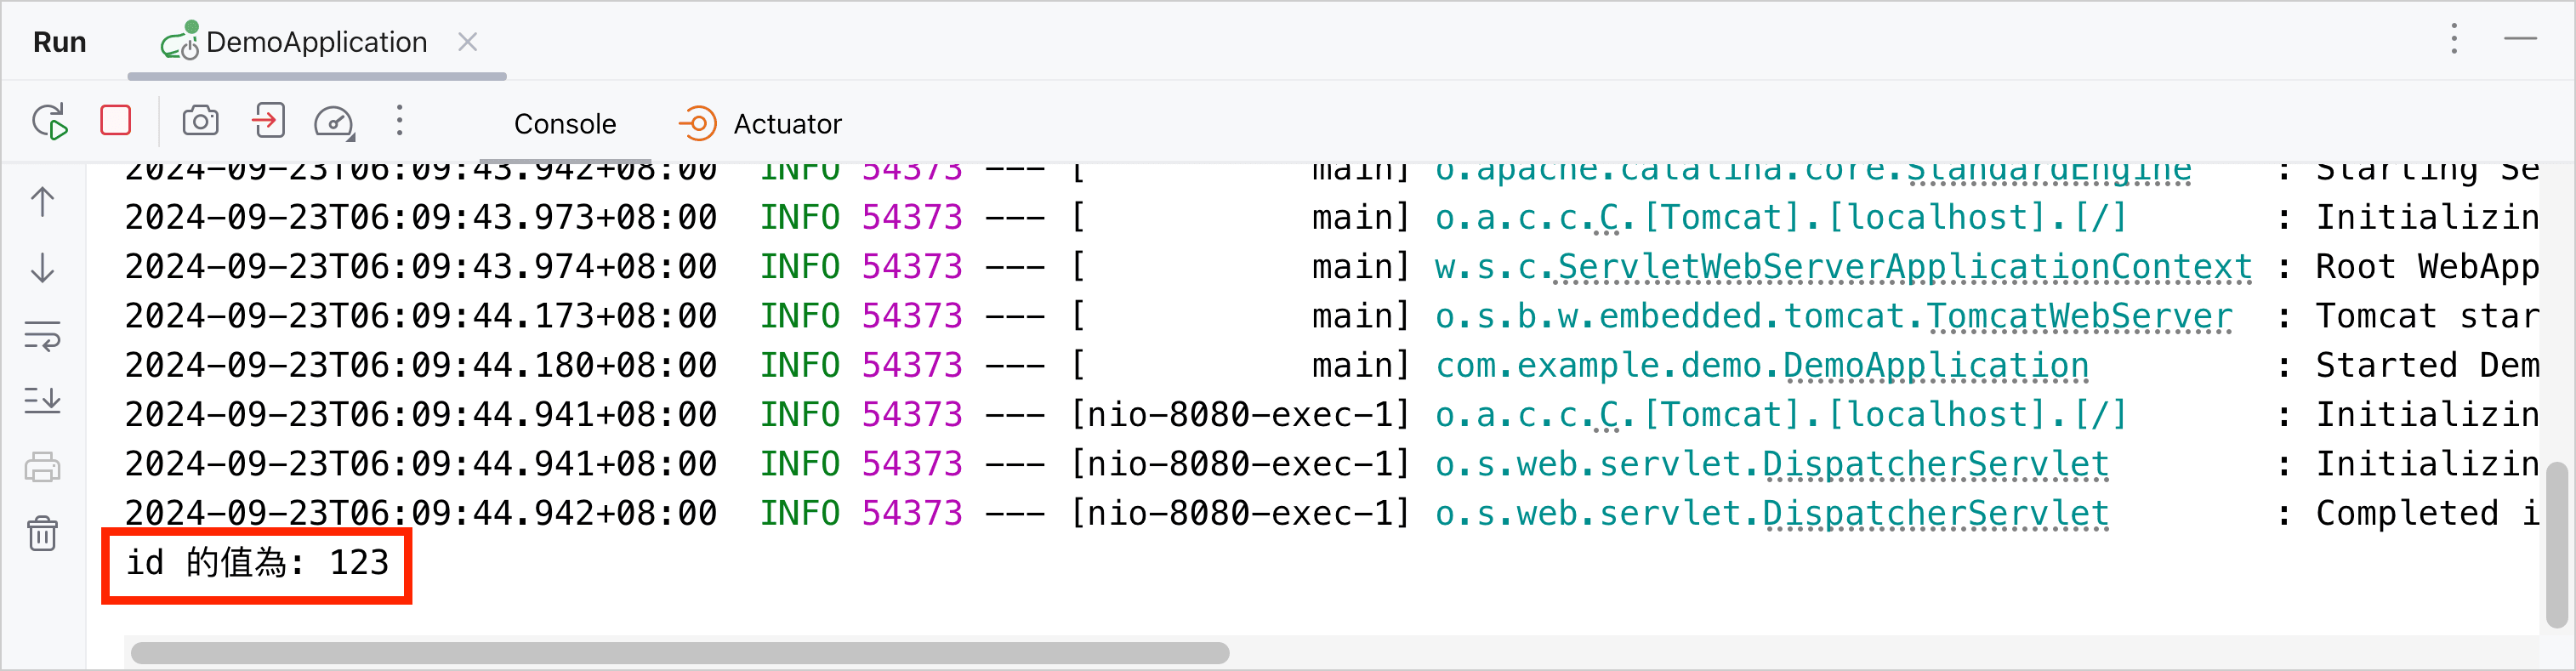 Run DemoApplication
Console Actuator
2024-09-23T06:09:43.942+08:00  INFO 54373 --- [           main] o.apache.catalina.core.StandardEngine    : Starting Se
2024-09-23T06:09:43.973+08:00  INFO 54373 --- [           main] o.a.c.c.C.[Tomcat].[localhost].[/]       : Initializin
2024-09-23T06:09:43.974+08:00  INFO 54373 --- [           main] w.s.c.ServletWebServerApplicationContext : Root WebApp
2024-09-23T06:09:44.173+08:00  INFO 54373 --- [           main] o.s.b.w.embedded.tomcat.TomcatWebServer  : Tomcat star
2024-09-23T06:09:44.180+08:00  INFO 54373 --- [           main] com.example.demo.DemoApplication         : Started Dem
2024-09-23T06:09:44.941+08:00  INFO 54373 --- [nio-8080-exec-1] o.a.c.c.C.[Tomcat].[localhost].[/]       : Initializin
2024-09-23T06:09:44.941+08:00  INFO 54373 --- [nio-8080-exec-1] o.s.web.servlet.DispatcherServlet        : Initializin
2024-09-23T06:09:44.942+08:00  INFO 54373 --- [nio-8080-exec-1] o.s.web.servlet.DispatcherServlet        : Completed i
id 的值為: 123